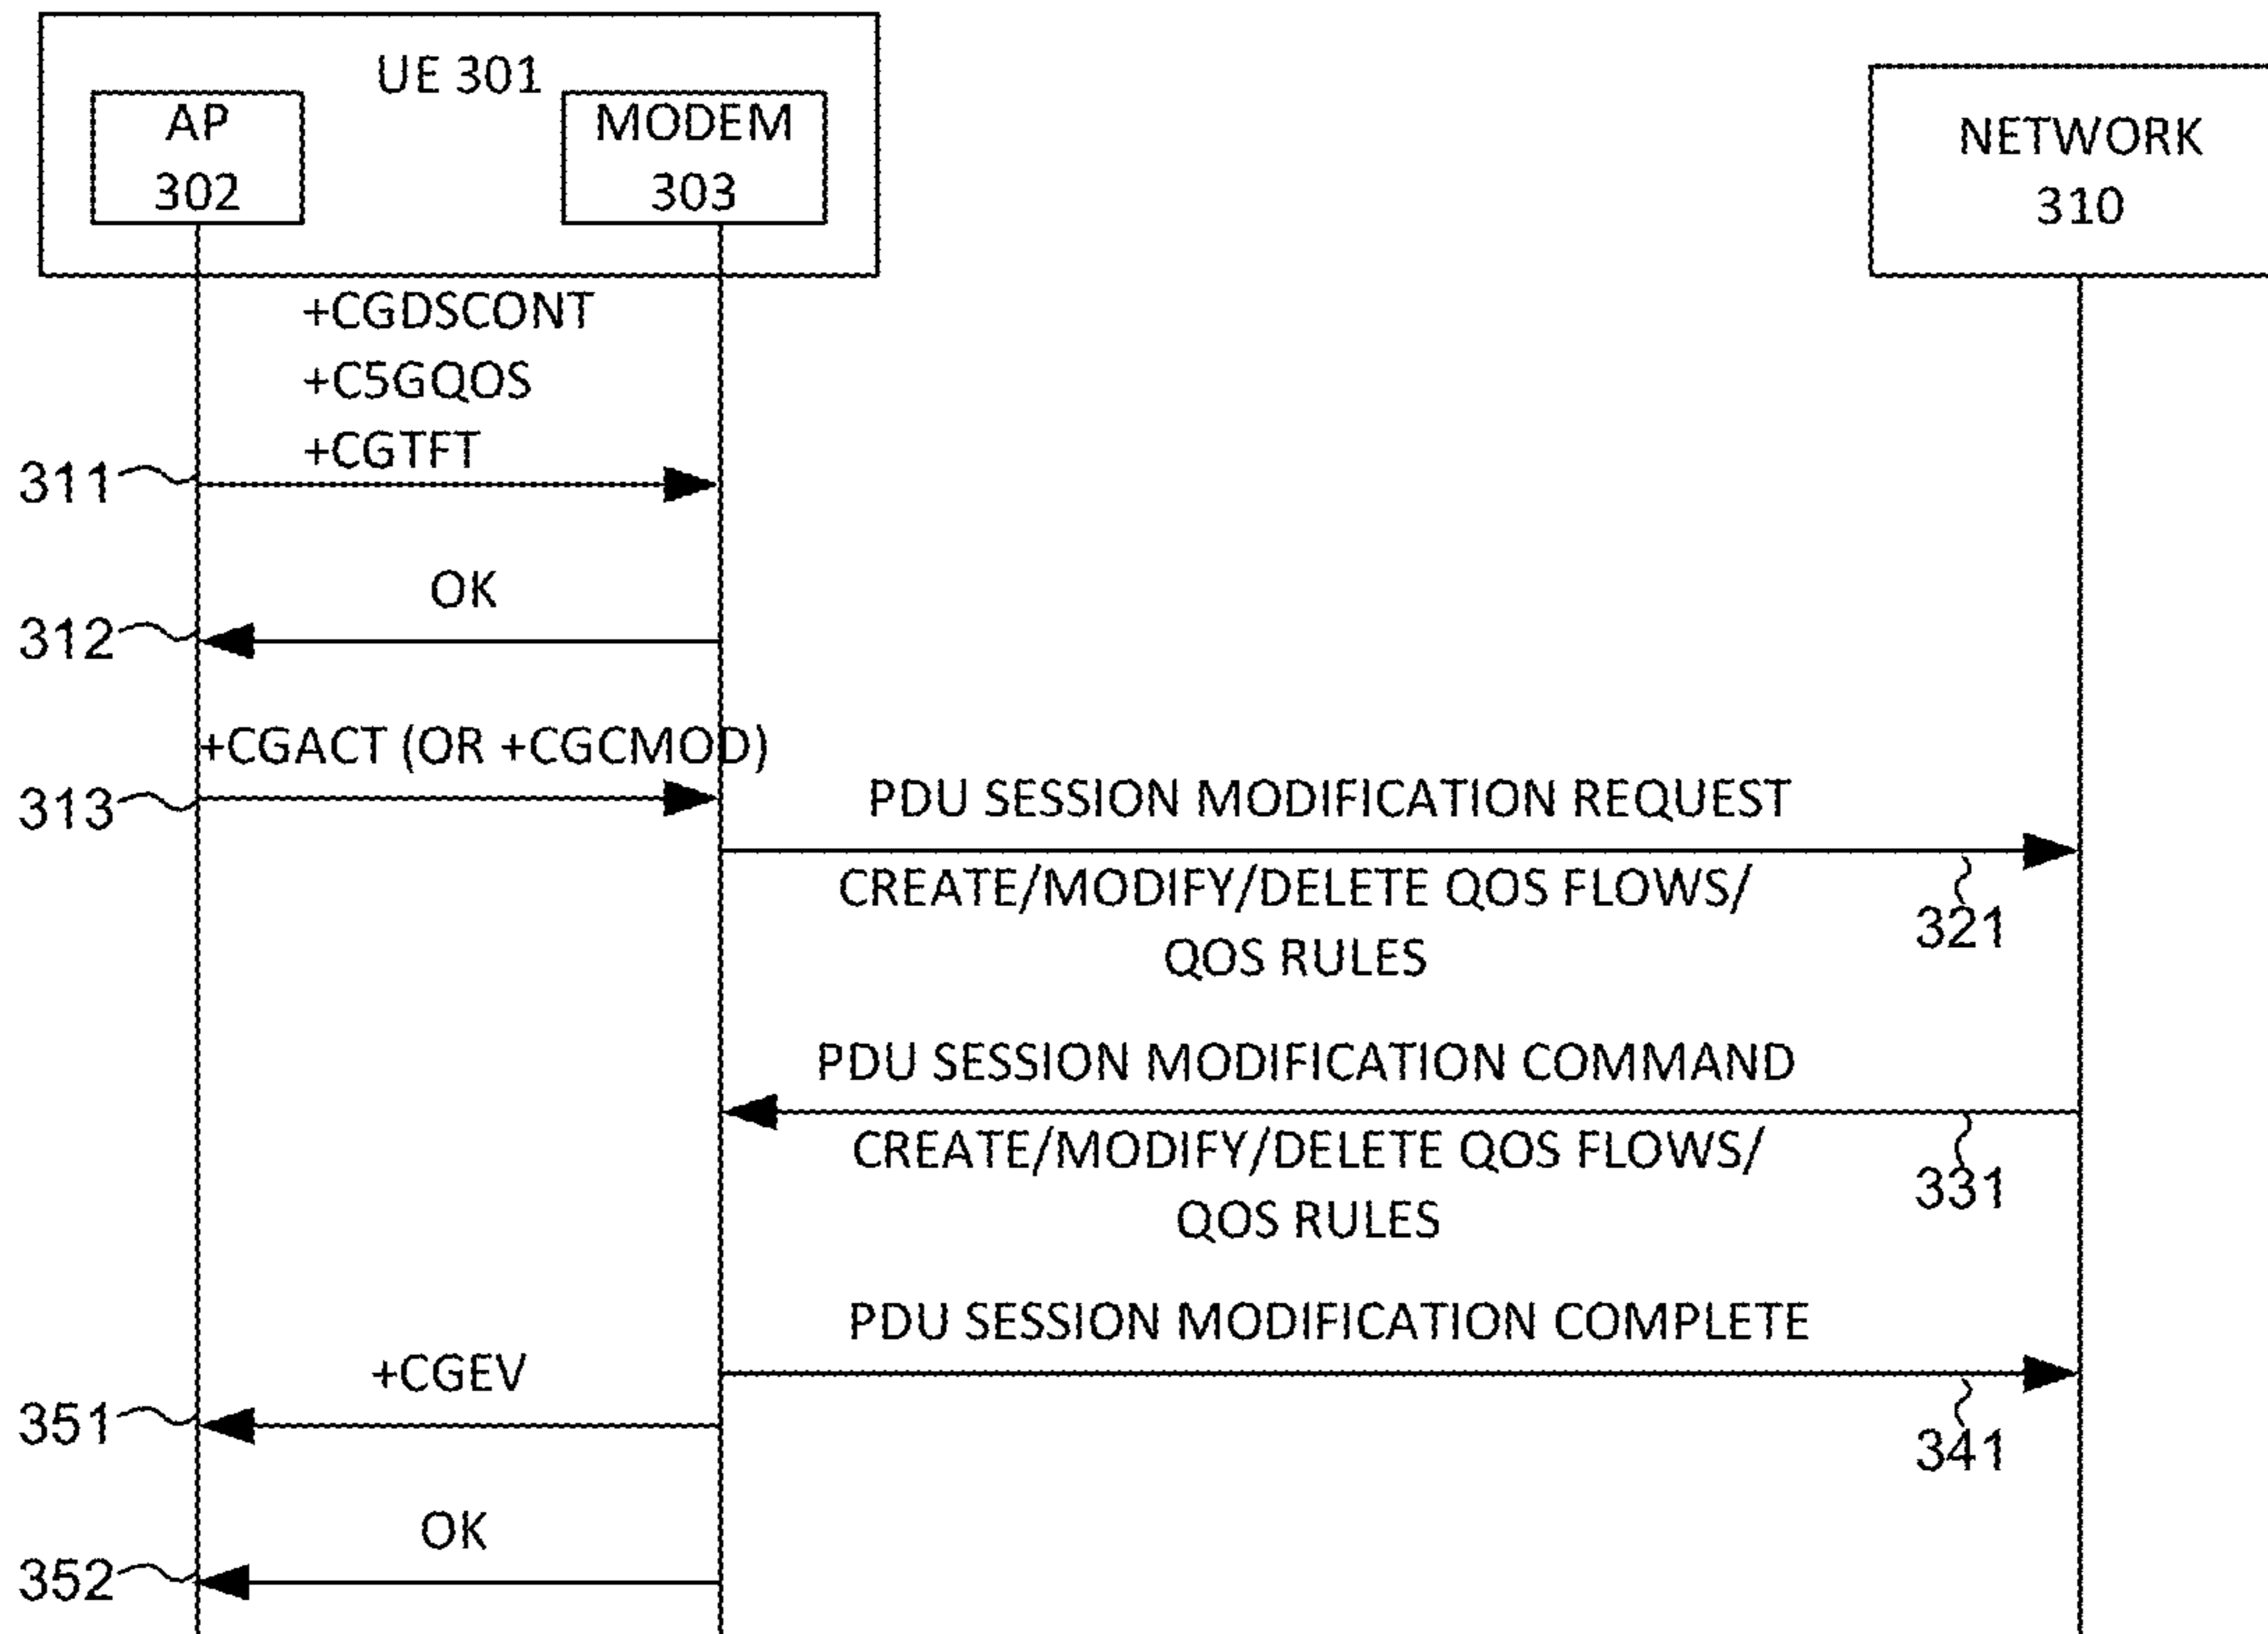 UE 301
AP
302
MODEM
303
NETWORK
310
+CGDSCONT
+C5GQOS
+CGTFT
311
OK
312
+CGACT (OR +CGCMOD)
313
PDU SESSION MODIFICATION REQUEST
CREATE/MODIFY/DELETE QOS FLOWS/
QOS RULES
321
PDU SESSION MODIFICATION COMMAND
CREATE/MODIFY/DELETE QOS FLOWS/
QOS RULES
331
PDU SESSION MODIFICATION COMPLETE
341
+CGEV
351
OK
352